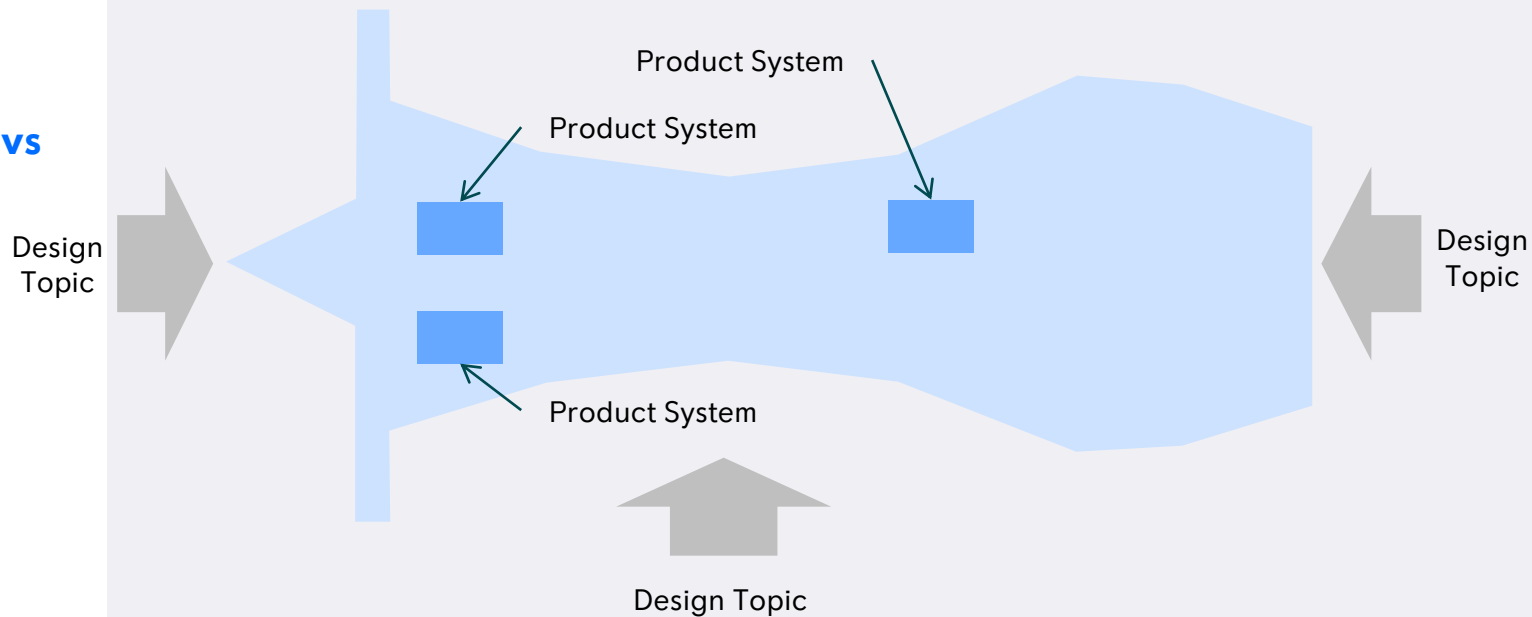 Product System
Product System
vs
Design
Topic
Design
Topic
Product System
Design Topic